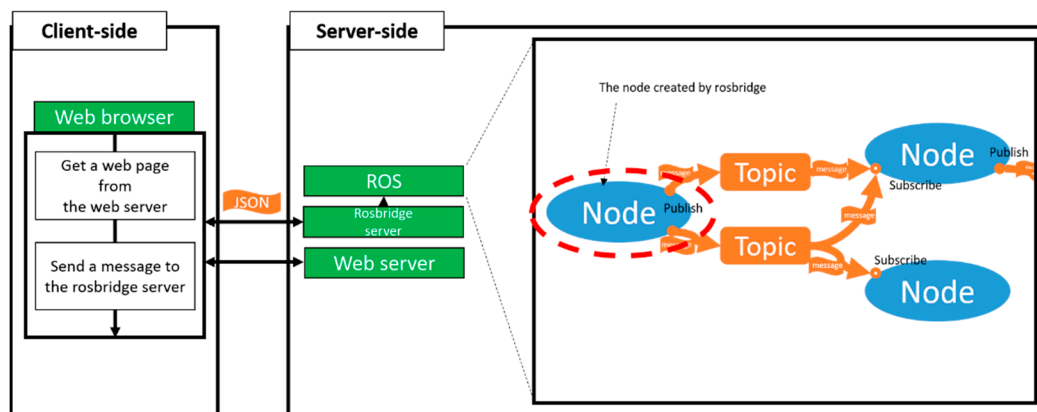 Client-side
Server-side
Web browser
Get a web page
from
the web server
Send a message to
the rosbridge server
JSON
ROS
Rosbridge
server
Web server
The node created by rosbridge
Node
Publish
message
Topic
message
message
Topic
message
message
Node
Subscribe
Publish
Subscribe
Node